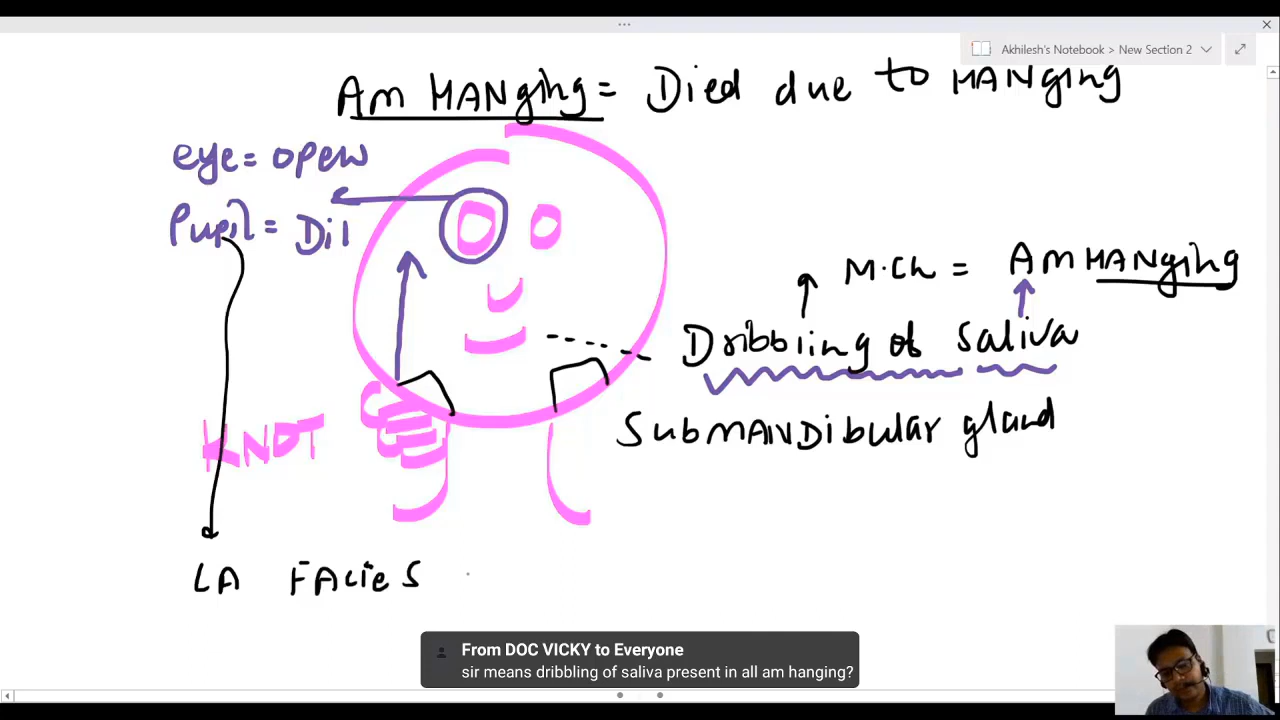 Akhilesh's Notebook > New Section 2
Am HANging = Died due to HANging
eye = open
Pupil = Dil
M.Ch = Am HANging
Dribbling of saliva
SubmANDibular gland
KNOT
LA FAcieS
From DOC VICKY to Everyone
sir means dribbling of saliva present in all am hanging?